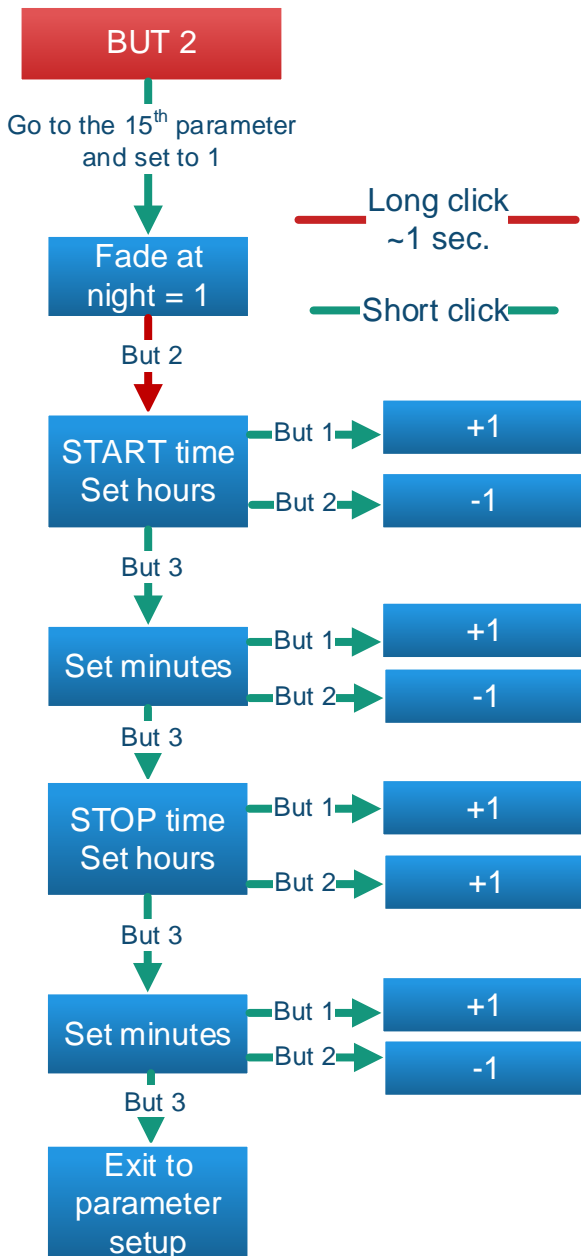 BUT 2
Go to the 15th parameter
and set to 1
Long click
~1 sec.
Fade at
night = 1
Short click
But 2
START time
Set hours
But 1
+1
But 2
-1
But 3
Set minutes
But 1
+1
But 2
-1
But 3
STOP time
Set hours
But 1
+1
But 2
+1
But 3
Set minutes
But 1
+1
But 2
-1
But 3
Exit to
parameter
setup